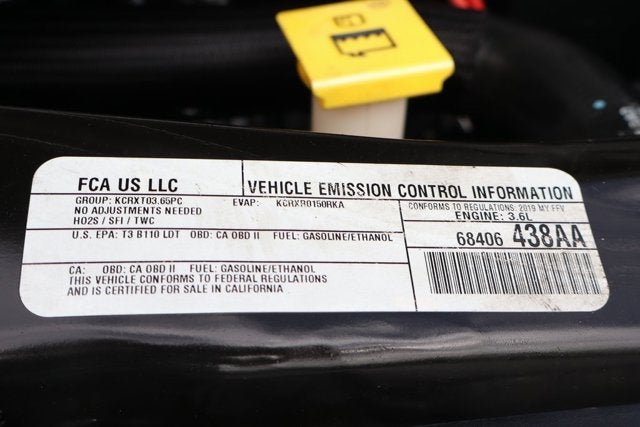 FCA US LLC
VEHICLE EMISSION CONTROL INFORMATION
GROUP: KCRXT03.65PC EVAP: KCRXR0150RKA
NO ADJUSTMENTS NEEDED
HO2S / SFI / TWC
CONFORMS TO REGULATIONS: 2019 MY FFV
ENGINE: 3.6L
U.S. EPA: T3 B110 LDT OBD: CA OBD II FUEL: GASOLINE/ETHANOL
68406 438AA
CA: OBD: CA OBD II FUEL: GASOLINE/ETHANOL
THIS VEHICLE CONFORMS TO FEDERAL REGULATIONS
AND IS CERTIFIED FOR SALE IN CALIFORNIA